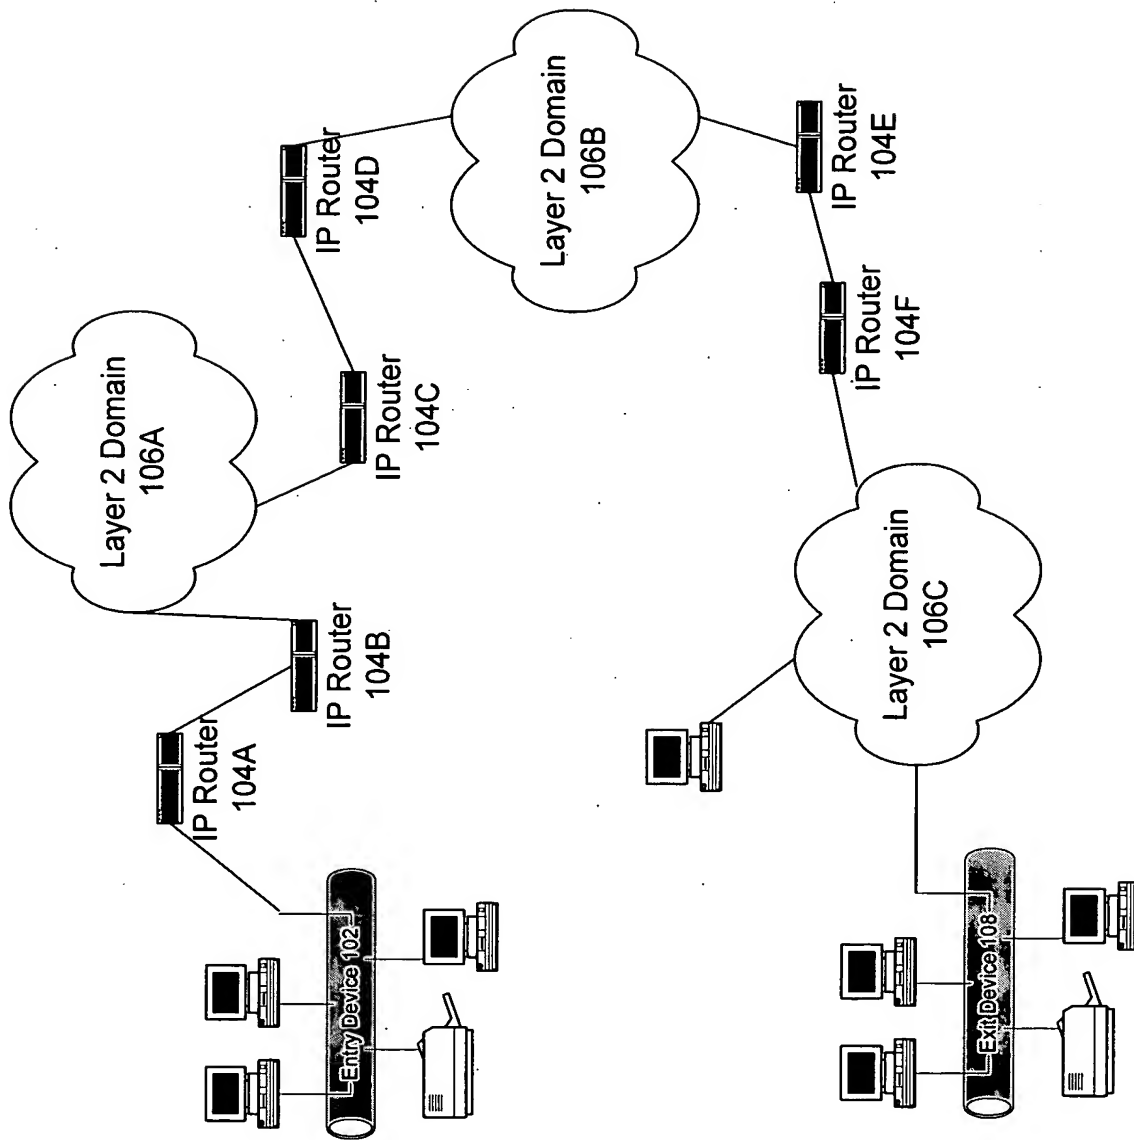 Layer 2 Domain
106A
IP Router
104D
IP Router
104C
IP Router
104B
IP Router
104A
Entry Device 102
Layer 2 Domain
106B
IP Router
104E
IP Router
104F
Layer 2 Domain
106C
Exit Device 108